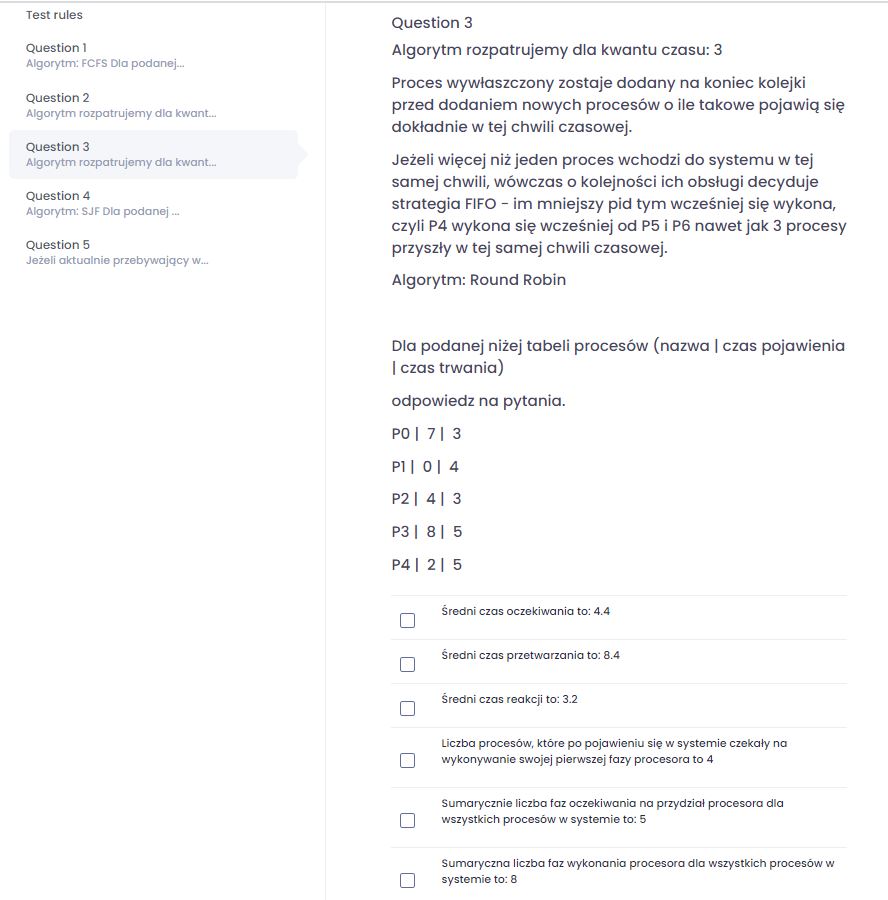 Test rules
Question 1
Algorytm: FCFS Dla podanej...
Question 2
Algorytm rozpatrujemy dla kwant...
Question 3
Algorytm rozpatrujemy dla kwant...
Question 4
Algorytm: SJF Dla podanej ...
Question 5
Jeżeli aktualnie przebywający w...
Question 3
Algorytm rozpatrujemy dla kwantu czasu: 3
Proces wywłaszczony zostaje dodany na koniec kolejki
przed dodaniem nowych procesów o ile takowe pojawią się
dokładnie w tej chwili czasowej.
Jeżeli więcej niż jeden proces wchodzi do systemu w tej
samej chwili, wówczas o kolejności ich obsługi decyduje
strategia FIFO - im mniejszy pid tym wcześniej się wykona,
czyli P4 wykona się wcześniej od P5 i P6 nawet jak 3 procesy
przyszły w tej samej chwili czasowej.
Algorytm: Round Robin
Dla podanej niżej tabeli procesów (nazwa | czas pojawienia
| czas trwania)
odpowiedz na pytania.
P0 | 7 | 3
P1 | 0 | 4
P2 | 4 | 3
P3 | 8 | 5
P4 | 2 | 5
Średni czas oczekiwania to: 4.4
Średni czas przetwarzania to: 8.4
Średni czas reakcji to: 3.2
Liczba procesów, które po pojawieniu się w systemie czekały na
wykonywanie swojej pierwszej fazy procesora to 4
Sumarycznie liczba faz oczekiwania na przydział procesora dla
wszystkich procesów w systemie to: 5
Sumaryczna liczba faz wykonania procesora dla wszystkich procesów w
systemie to: 8